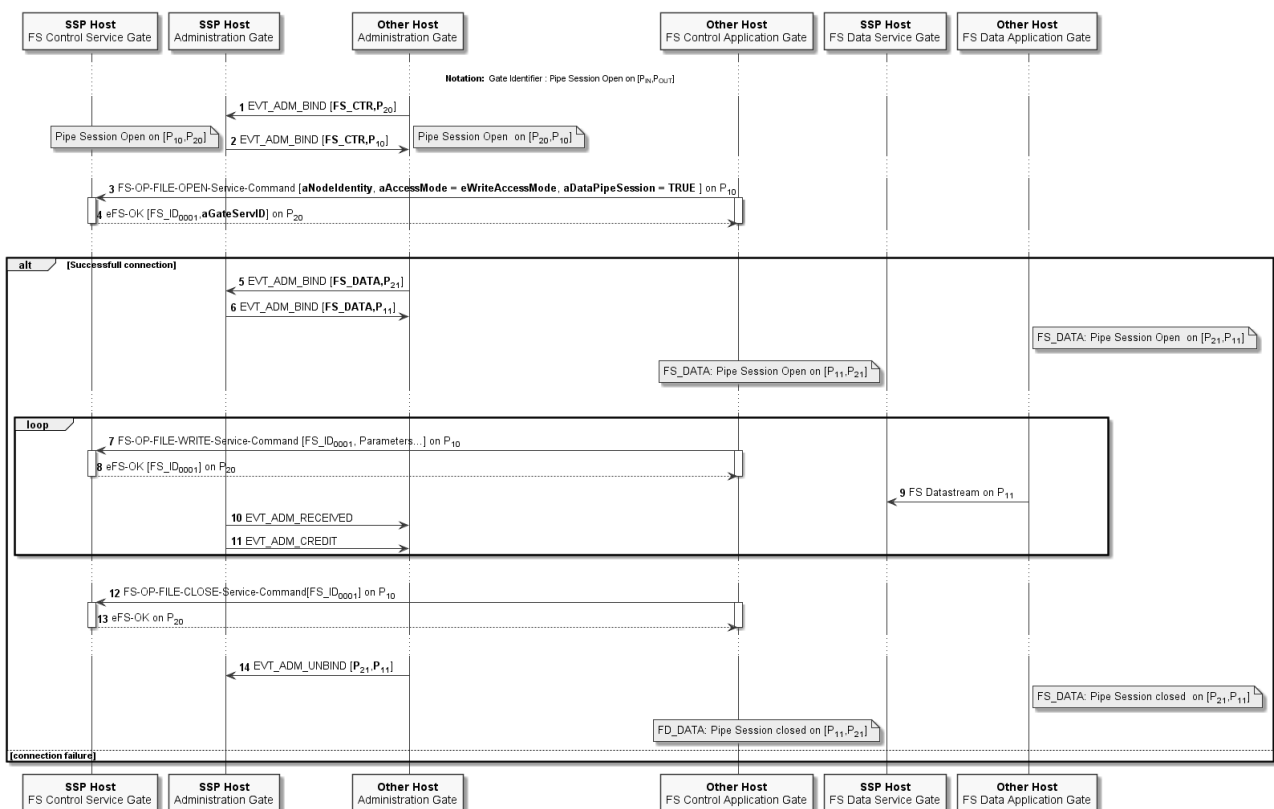 SSP Host
FS Control Service Gate
SSP Host
Administration Gate
Other Host
Administration Gate
Other Host
FS Control Application Gate
SSP Host
FS Data Service Gate
Other Host
FS Data Application Gate
Notation: Gate Identifier : Pipe Session Open on [PIN,POUT]
1 EVT_ADM_BIND [FS_CTR,P20]
Pipe Session Open on [P10,P20]
2 EVT_ADM_BIND [FS_CTR,P10]
Pipe Session Open on [P20,P10]
3 FS-OP-FILE-OPEN-Service-Command [aNodeIdentity, aAccessMode = eWriteAccessMode, aDataPipeSession = TRUE ] on P10
4 eFS-OK [FS_ID0001,aGateServID] on P20
alt [Successfull connection]
5 EVT_ADM_BIND [FS_DATA,P21]
6 EVT_ADM_BIND [FS_DATA,P11]
FS_DATA: Pipe Session Open on [P21,P11]
FS_DATA: Pipe Session Open on [P11,P21]
loop
7 FS-OP-FILE-WRITE-Service-Command [FS_ID0001, Parameters...] on P10
8 eFS-OK [FS_ID0001] on P20
9 FS Datastream on P11
10 EVT_ADM_RECEIVED
11 EVT_ADM_CREDIT
12 FS-OP-FILE-CLOSE-Service-Command[FS_ID0001] on P10
13 eFS-OK on P20
14 EVT_ADM_UNBIND [P21,P11]
FS_DATA: Pipe Session closed on [P21,P11]
FD_DATA: Pipe Session closed on [P11,P21]
[connection failure]
SSP Host
FS Control Service Gate
SSP Host
Administration Gate
Other Host
Administration Gate
Other Host
FS Control Application Gate
SSP Host
FS Data Service Gate
Other Host
FS Data Application Gate